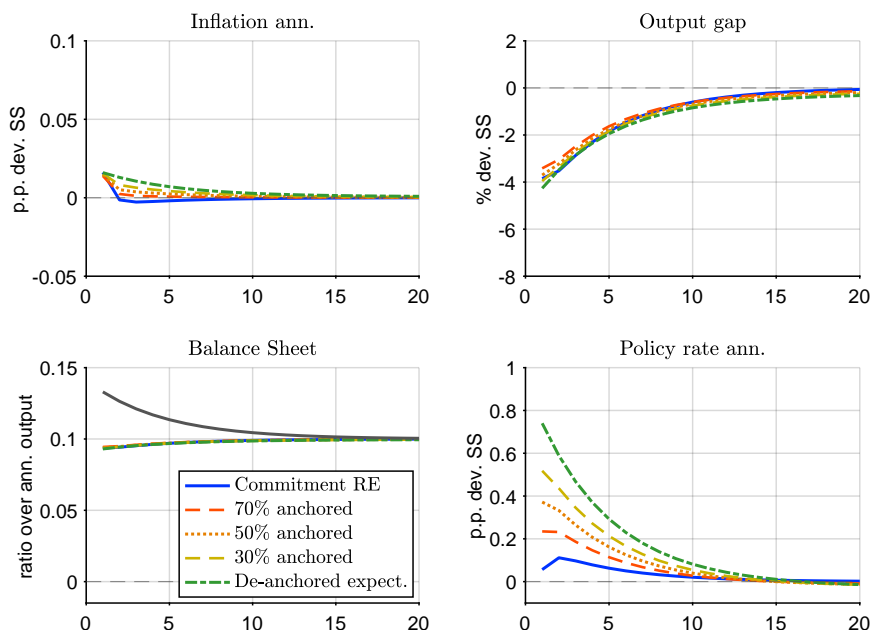 Inflation ann.
p.p. dev. SS
0.1
0.05
0
-0.05
0 5 10 15 20
Output gap
% dev. SS
2
0
-2
-4
-6
-8
0 5 10 15 20
Balance Sheet
ratio over ann. output
0.15
0.1
0.05
0
Commitment RE
70% anchored
50% anchored
30% anchored
De-anchored expect.
0 5 10 15 20
Policy rate ann.
p.p. dev. SS
1
0.8
0.6
0.4
0.2
0
0 5 10 15 20